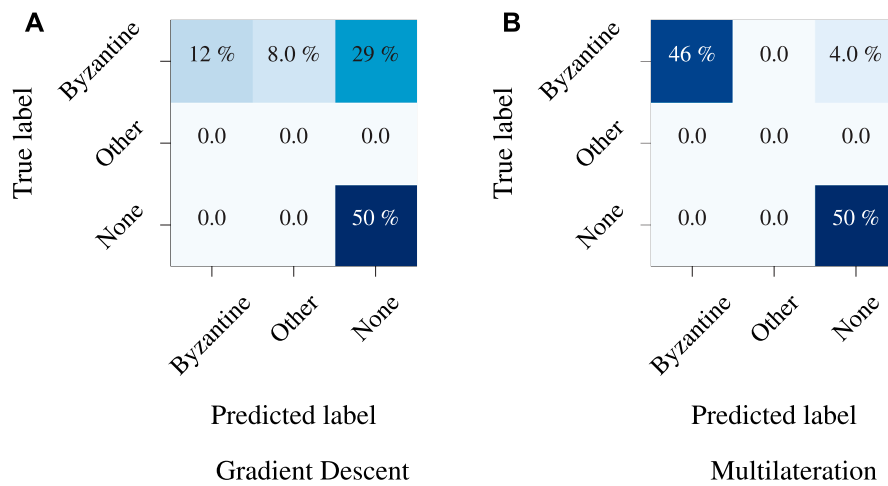 A
True label
Byzantine
12 % 8.0 % 29 %
Other
0.0 0.0 0.0
None
0.0 0.0 50 %
Byzantine Other None
Predicted label
Gradient Descent
B
True label
Byzantine
46 % 0.0 4.0 %
Other
0.0 0.0 0.0
None
0.0 0.0 50 %
Byzantine Other None
Predicted label
Multilateration